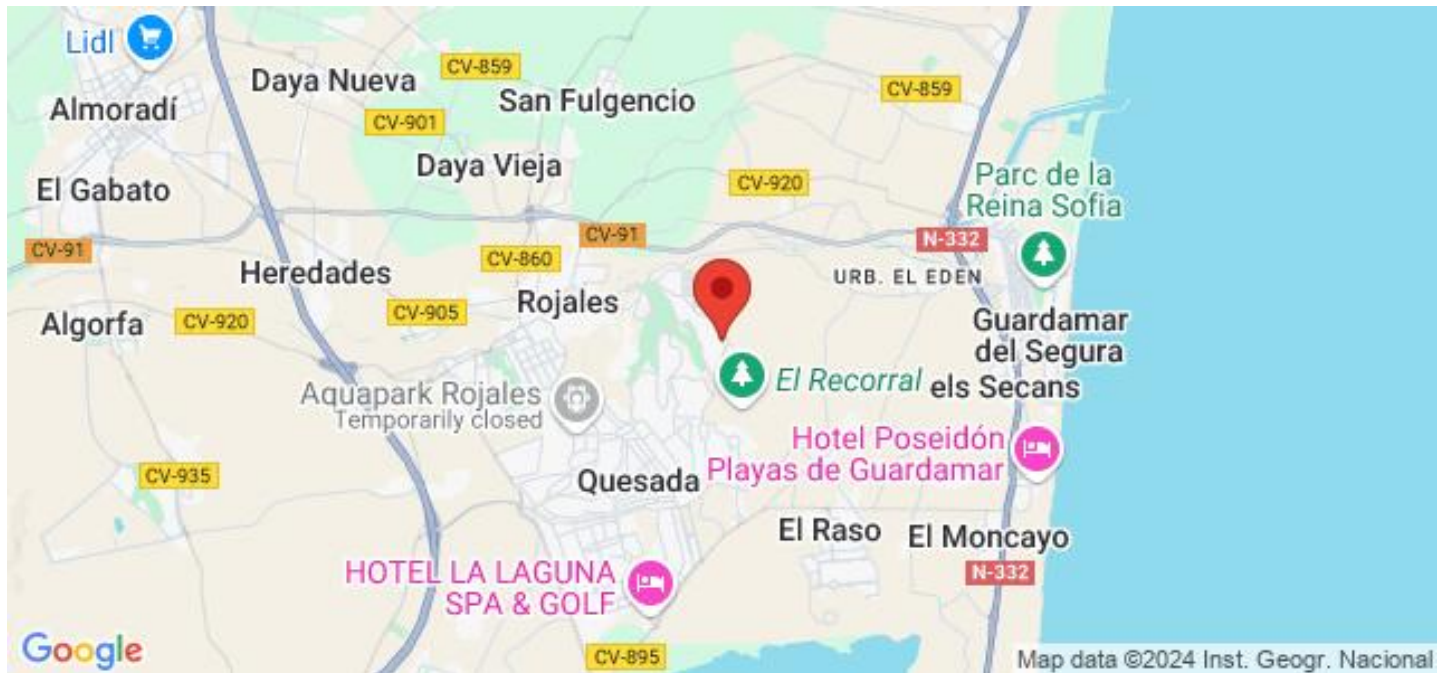 Lidl
Daya Nueva
CV-859
San Fulgencio
CV-859
Almoradí
CV-901
Daya Vieja
El Gabato
CV-920
Parc de la
Reina Sofia
CV-91
CV-91
N-332
Heredades
CV-860
URB. EL EDEN
Algorfa
CV-920
CV-905
Rojales
Guardamar
del Segura
Aquapark Rojales
Temporarily closed
El Recorral
els Secans
CV-935
Quesada
Hotel Poseidón
Playas de Guardamar
El Raso
El Moncayo
HOTEL LA LAGUNA
SPA & GOLF
N-332
Google
CV-895
Map data ©2024 Inst. Geogr. Nacional